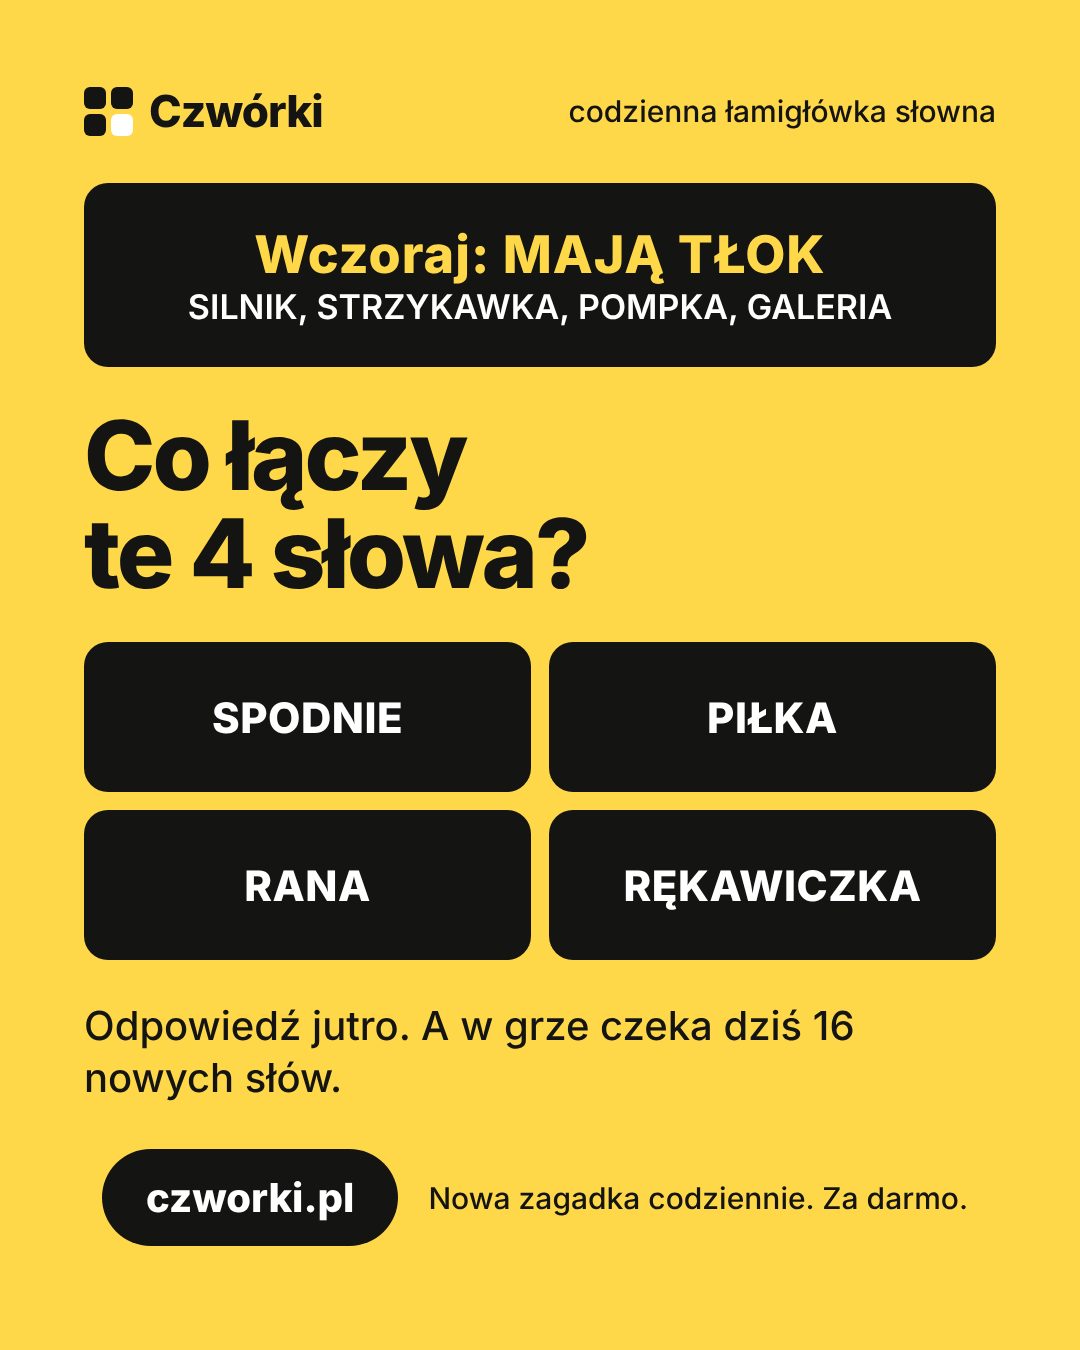 Czwórki
codzienna łamigłówka słowna
Wczoraj: MAJĄ TŁOK
SILNIK, STRZYKAWKA, POMPKA, GALERIA
Co łączy
te 4 słowa?
SPODNIE
PIŁKA
RANA
RĘKAWICZKA
Odpowiedź jutro. A w grze czeka dziś 16
nowych słów.
czworki.pl
Nowa zagadka codziennie. Za darmo.